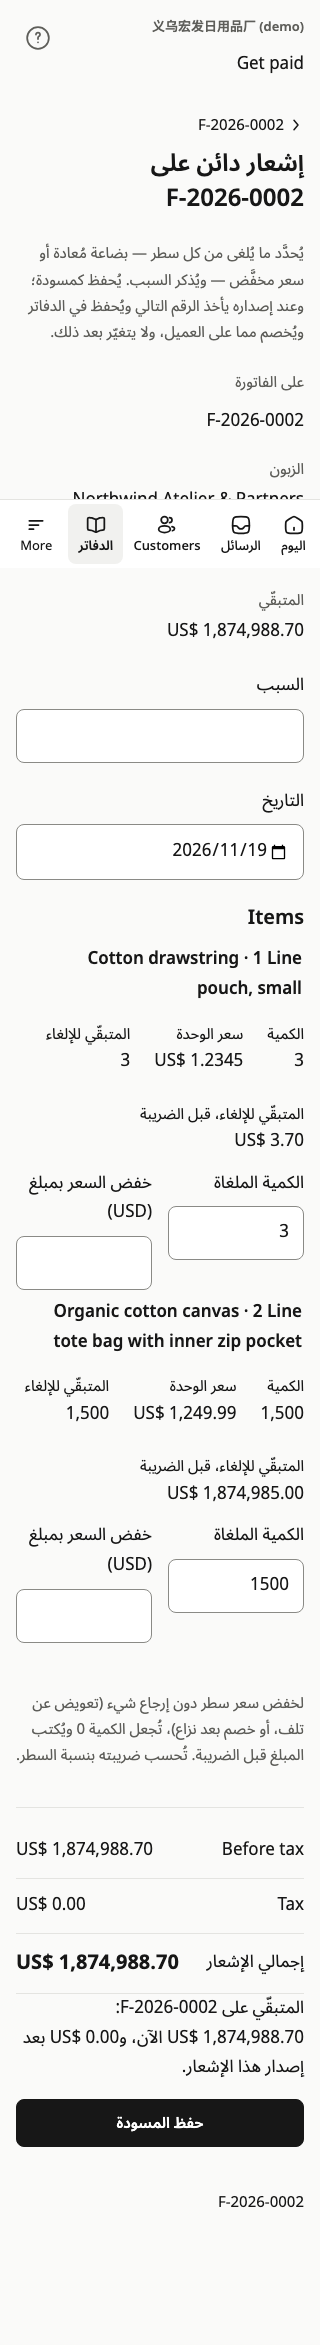 义乌宏发日用品厂 (demo)
Get paid
F-2026-0002
إشعار دائن على
F-2026-0002
يُحدَّد ما يُلغى من كل سطر — بضاعة مُعادة أو
سعر مخفَّض — ويُذكر السبب. يُحفظ كمسودة؛
وعند إصداره يأخذ الرقم التالي ويُحفظ في الدفاتر
ويُخصم مما على العميل، ولا يتغيّر بعد ذلك.
على الفاتورة
F-2026-0002
الزبون
Northwind Atelier & Partners
اليوم
الرسائل
Customers
الدفاتر
More
المتبقّي
US$ 1,874,988.70
السبب
التاريخ
2026/11/19
Items
Cotton drawstring · 1 Line
pouch, small
الكمية سعر الوحدة المتبقّي للإلغاء
3 US$ 1.2345 3
المتبقّي للإلغاء، قبل الضريبة
US$ 3.70
الكمية الملغاة
3
خفض السعر بمبلغ
(USD)
Organic cotton canvas · 2 Line
tote bag with inner zip pocket
الكمية سعر الوحدة المتبقّي للإلغاء
1,500 US$ 1,249.99 1,500
المتبقّي للإلغاء، قبل الضريبة
US$ 1,874,985.00
الكمية الملغاة
1500
خفض السعر بمبلغ
(USD)
لخفض سعر سطر دون إرجاع شيء (تعويض عن
تلف، أو خصم بعد نزاع)، تُجعل الكمية 0 ويُكتب
المبلغ قبل الضريبة. تُحسب ضريبته بنسبة السطر.
Before tax US$ 1,874,988.70
Tax US$ 0.00
إجمالي الإشعار US$ 1,874,988.70
المتبقّي على F-2026-0002:
US$ 1,874,988.70 الآن، وUS$ 0.00 بعد
إصدار هذا الإشعار.
حفظ المسودة
F-2026-0002